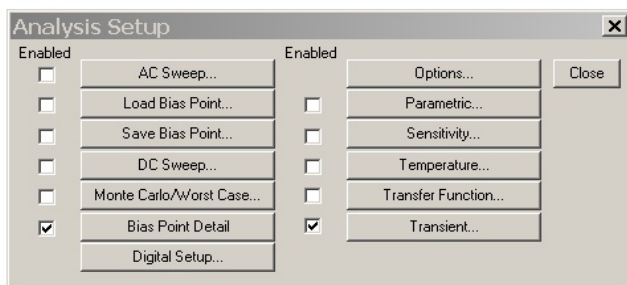 Analysis Setup
Enabled
Enabled
AC Sweep...
Options...
Close
Load Bias Point...
Parametric...
Save Bias Point...
Sensitivity...
DC Sweep...
Temperature...
Monte Carlo/Worst Case...
Transfer Function...
Bias Point Detail
Transient...
Digital Setup...